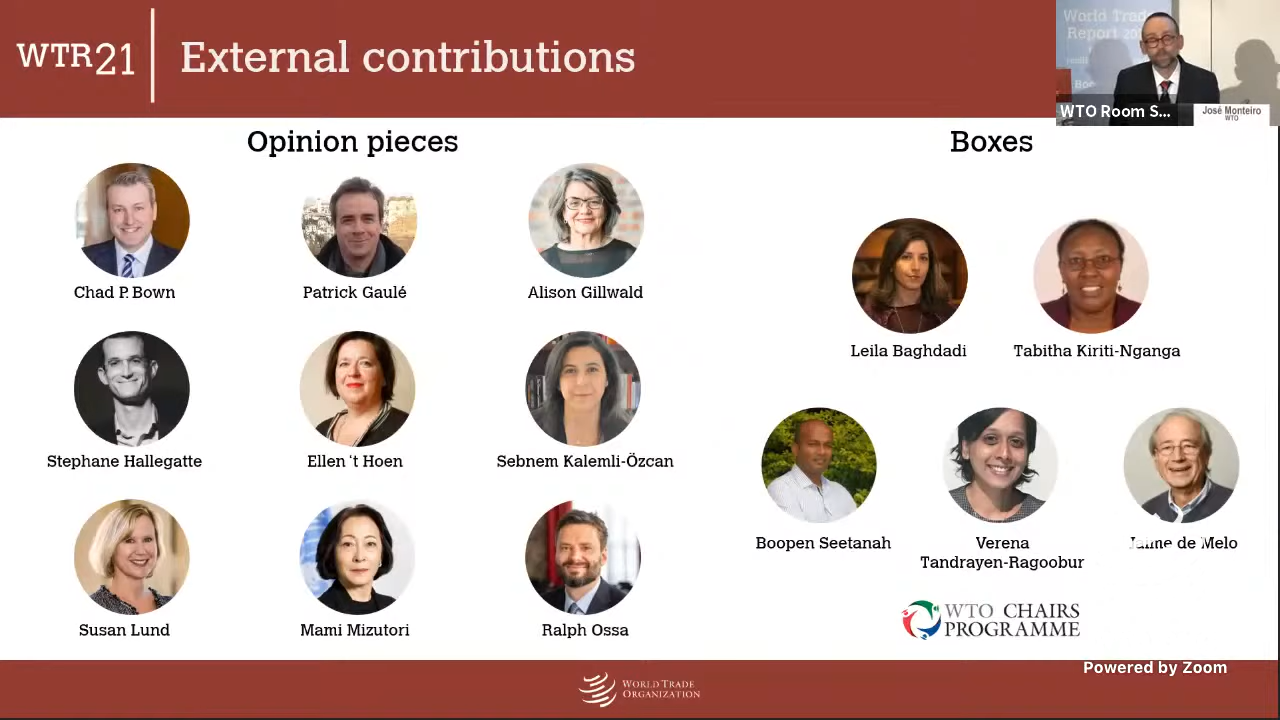 WTR21
External contributions
World Trade
Report 20
WTO Room S...
José Monteiro
WTO
Opinion pieces
Boxes
Chad P. Bown
Patrick Gaulé
Alison Gillwald
Leila Baghdadi
Tabitha Kiriti-Nganga
Stephane Hallegatte
Ellen ‘t Hoen
Sebnem Kalemli-Özcan
Boopen Seetanah
Verena
Tandrayen-Ragoobur
Jaime de Melo
Susan Lund
Mami Mizutori
Ralph Ossa
WTO CHAIRS
PROGRAMME
Powered by Zoom
WORLD TRADE
ORGANIZATION